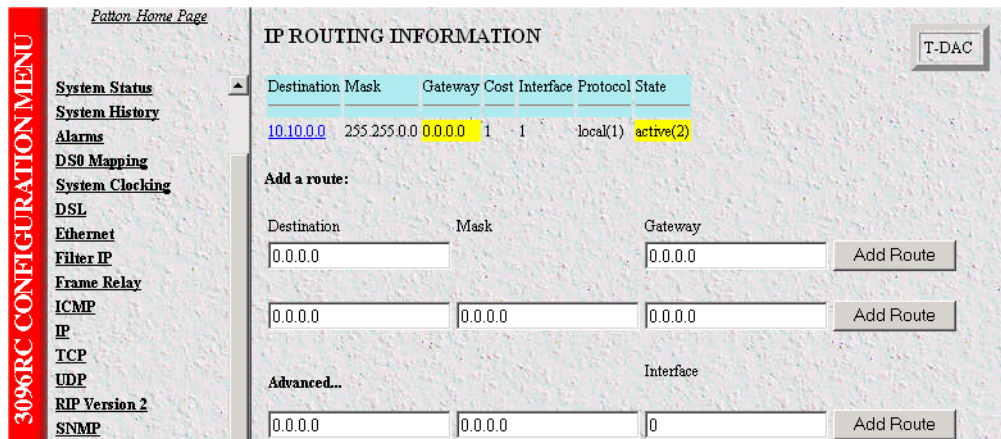 3096RC CONFIGURATION MENU
Patton Home Page
System Status
System History
Alarms
DS0 Mapping
System Clocking
DSL
Ethernet
Filter IP
Frame Relay
ICMP
IP
TCP
UDP
RIP Version 2
SNMP
IP ROUTING INFORMATION
T-DAC
Destination Mask Gateway Cost Interface Protocol State
10.10.0.0 255.255.0.0 0.0.0.0 1 1 local(1) active(2)
Add a route:
Destination Mask Gateway
0.0.0.0 0.0.0.0 Add Route
0.0.0.0 0.0.0.0 0.0.0.0 Add Route
Advanced... Interface
0.0.0.0 0.0.0.0 0 Add Route